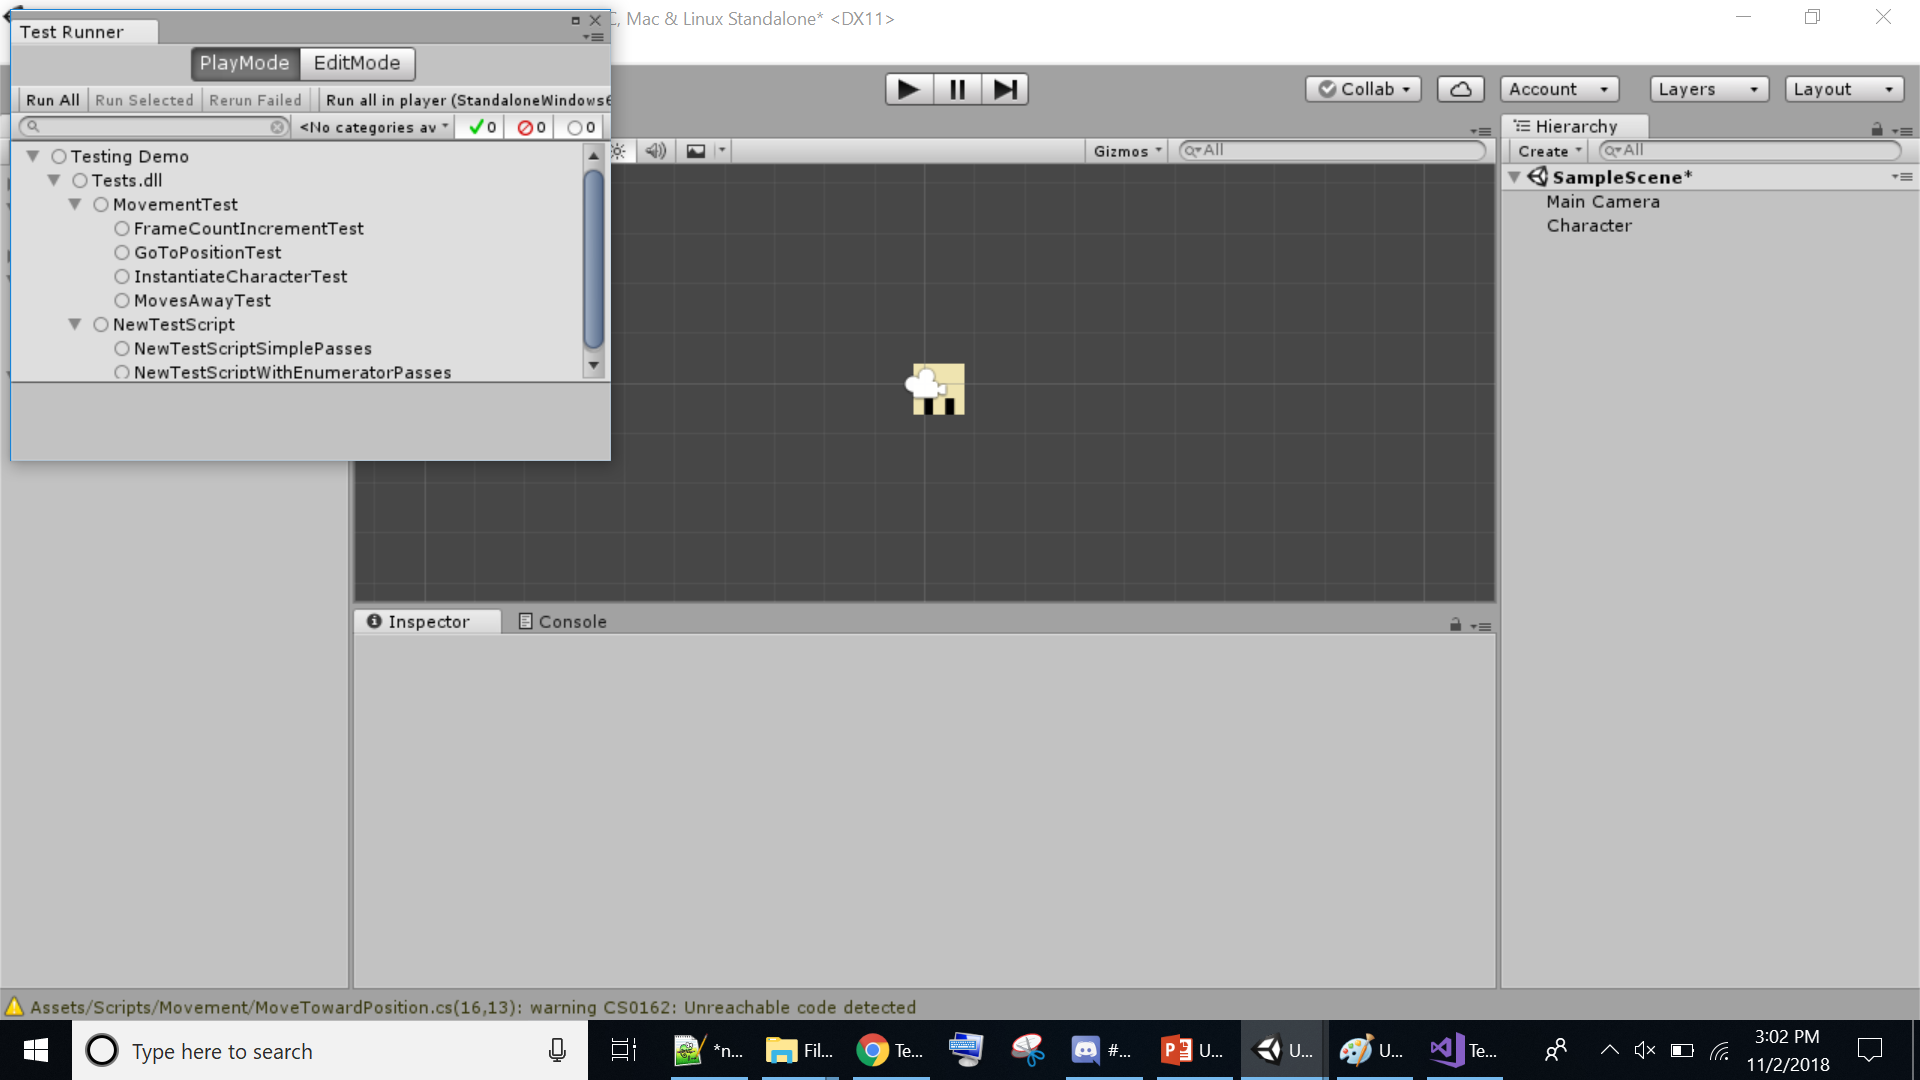 Test Runner
, Mac & Linux Standalone* <DX11>
PlayMode EditMode
Run All Run Selected Rerun Failed Run all in player (StandaloneWindows6
<No categories av 0 0 0
Collab Account Layers Layout
Hierarchy
Gizmos All Create All
Testing Demo
Tests.dll
MovementTest
FrameCountIncrementTest
GoToPositionTest
InstantiateCharacterTest
MovesAwayTest
NewTestScript
NewTestScriptSimplePasses
NewTestScriptWithEnumeratorPasses
SampleScene*
Main Camera
Character
Inspector Console
Assets/Scripts/Movement/MoveTowardPosition.cs(16,13): warning CS0162: Unreachable code detected
Type here to search *n... Fil... Te... #... U... U... U... Te... 3:02 PM
11/2/2018